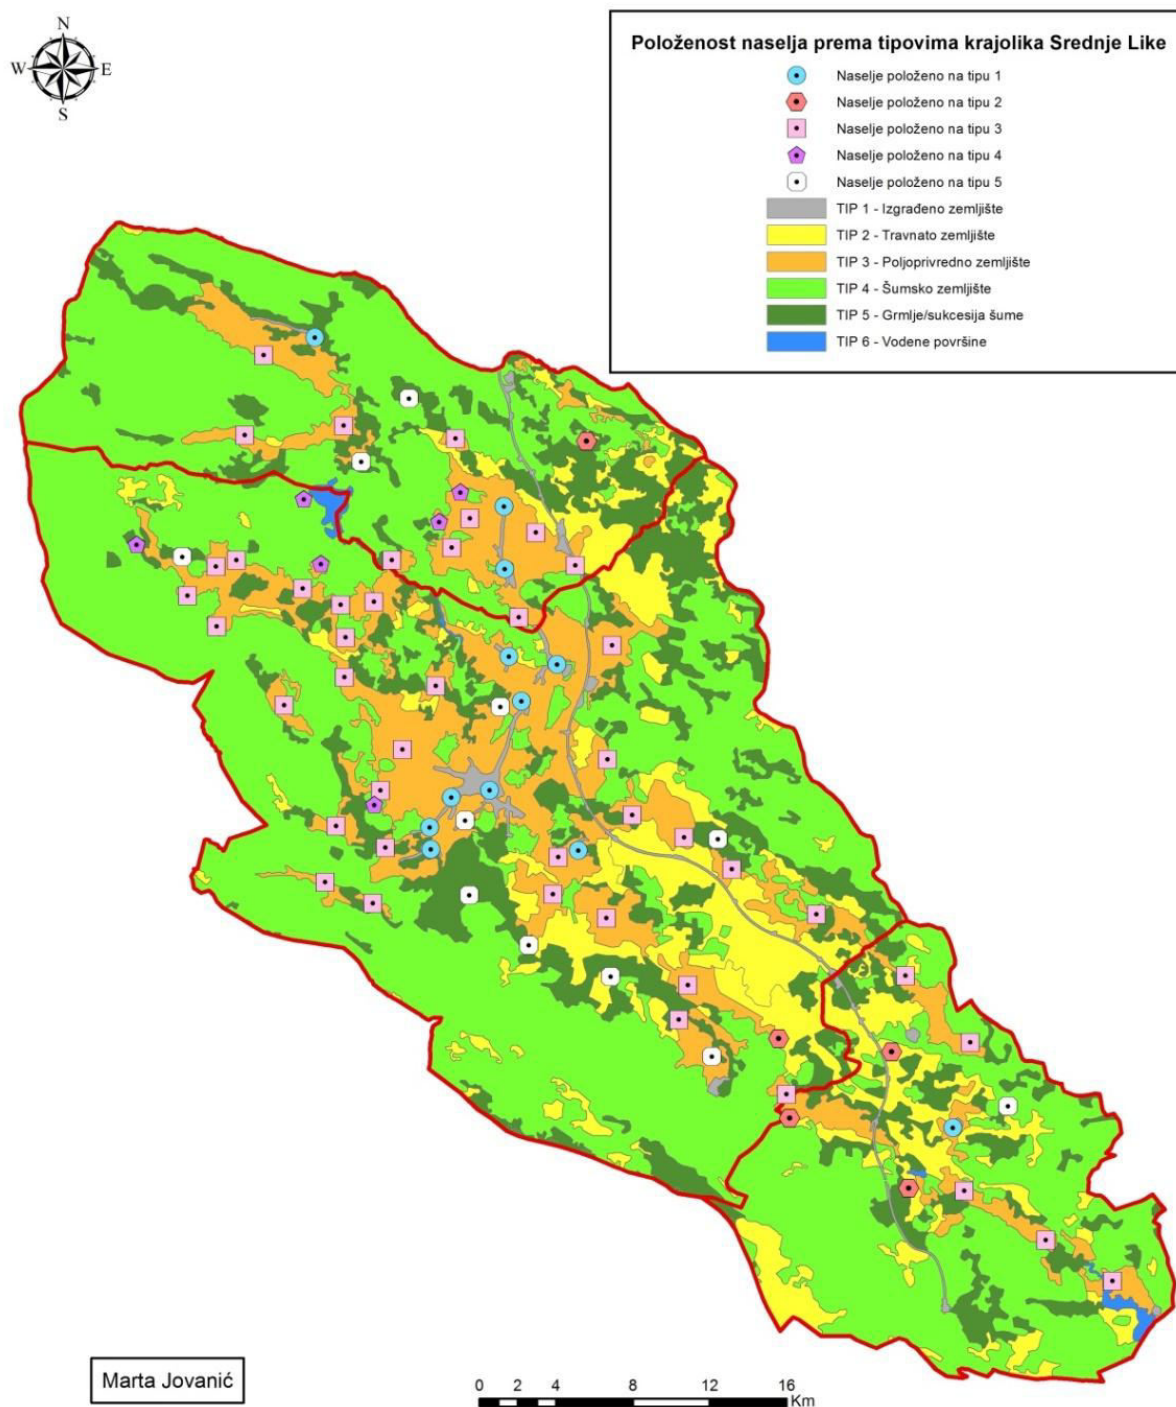 N
W E
S
Položenost naselja prema tipovima krajolika Srednje Like
Naselje položeno na tipu 1
Naselje položeno na tipu 2
Naselje položeno na tipu 3
Naselje položeno na tipu 4
Naselje položeno na tipu 5
TIP 1 - Izgrađeno zemljište
TIP 2 - Travnato zemljište
TIP 3 - Poljoprivredno zemljište
TIP 4 - Šumsko zemljište
TIP 5 - Grmlje/sukcesija šume
TIP 6 - Vodene površine
Marta Jovanić
0 2 4 8 12 16
Km